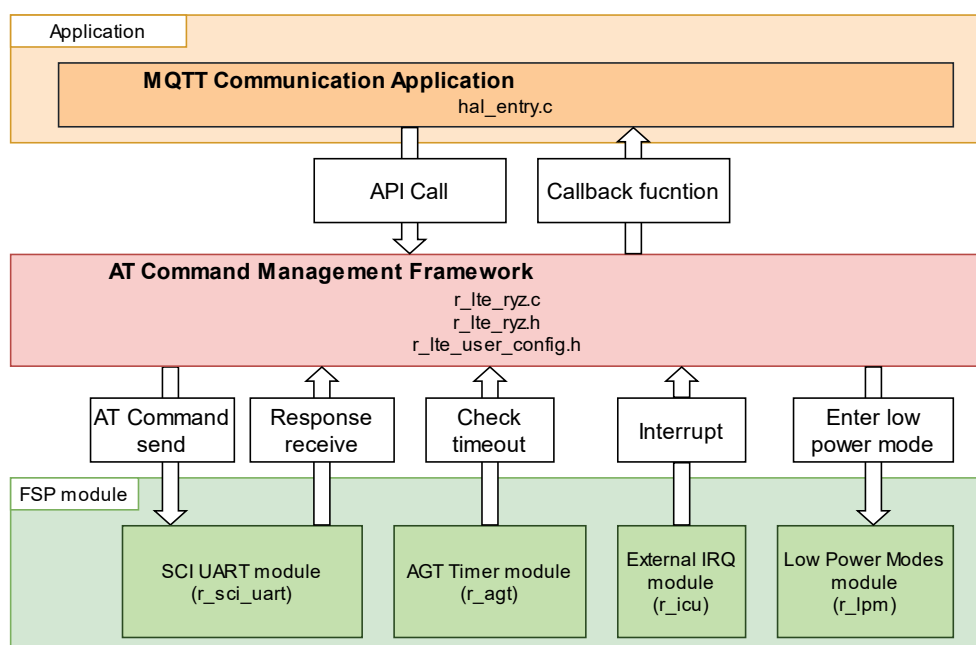 Application
MQTT Communication Application
hal_entry.c
API Call
Callback fucntion
AT Command Management Framework
r_lte_ryz.c
r_lte_ryz.h
r_lte_user_config.h
AT Command
send
Response
receive
Check
timeout
Interrupt
Enter low
power mode
FSP module
SCI UART module
(r_sci_uart)
AGT Timer module
(r_agt)
External IRQ
module
(r_icu)
Low Power Modes
module
(r_lpm)